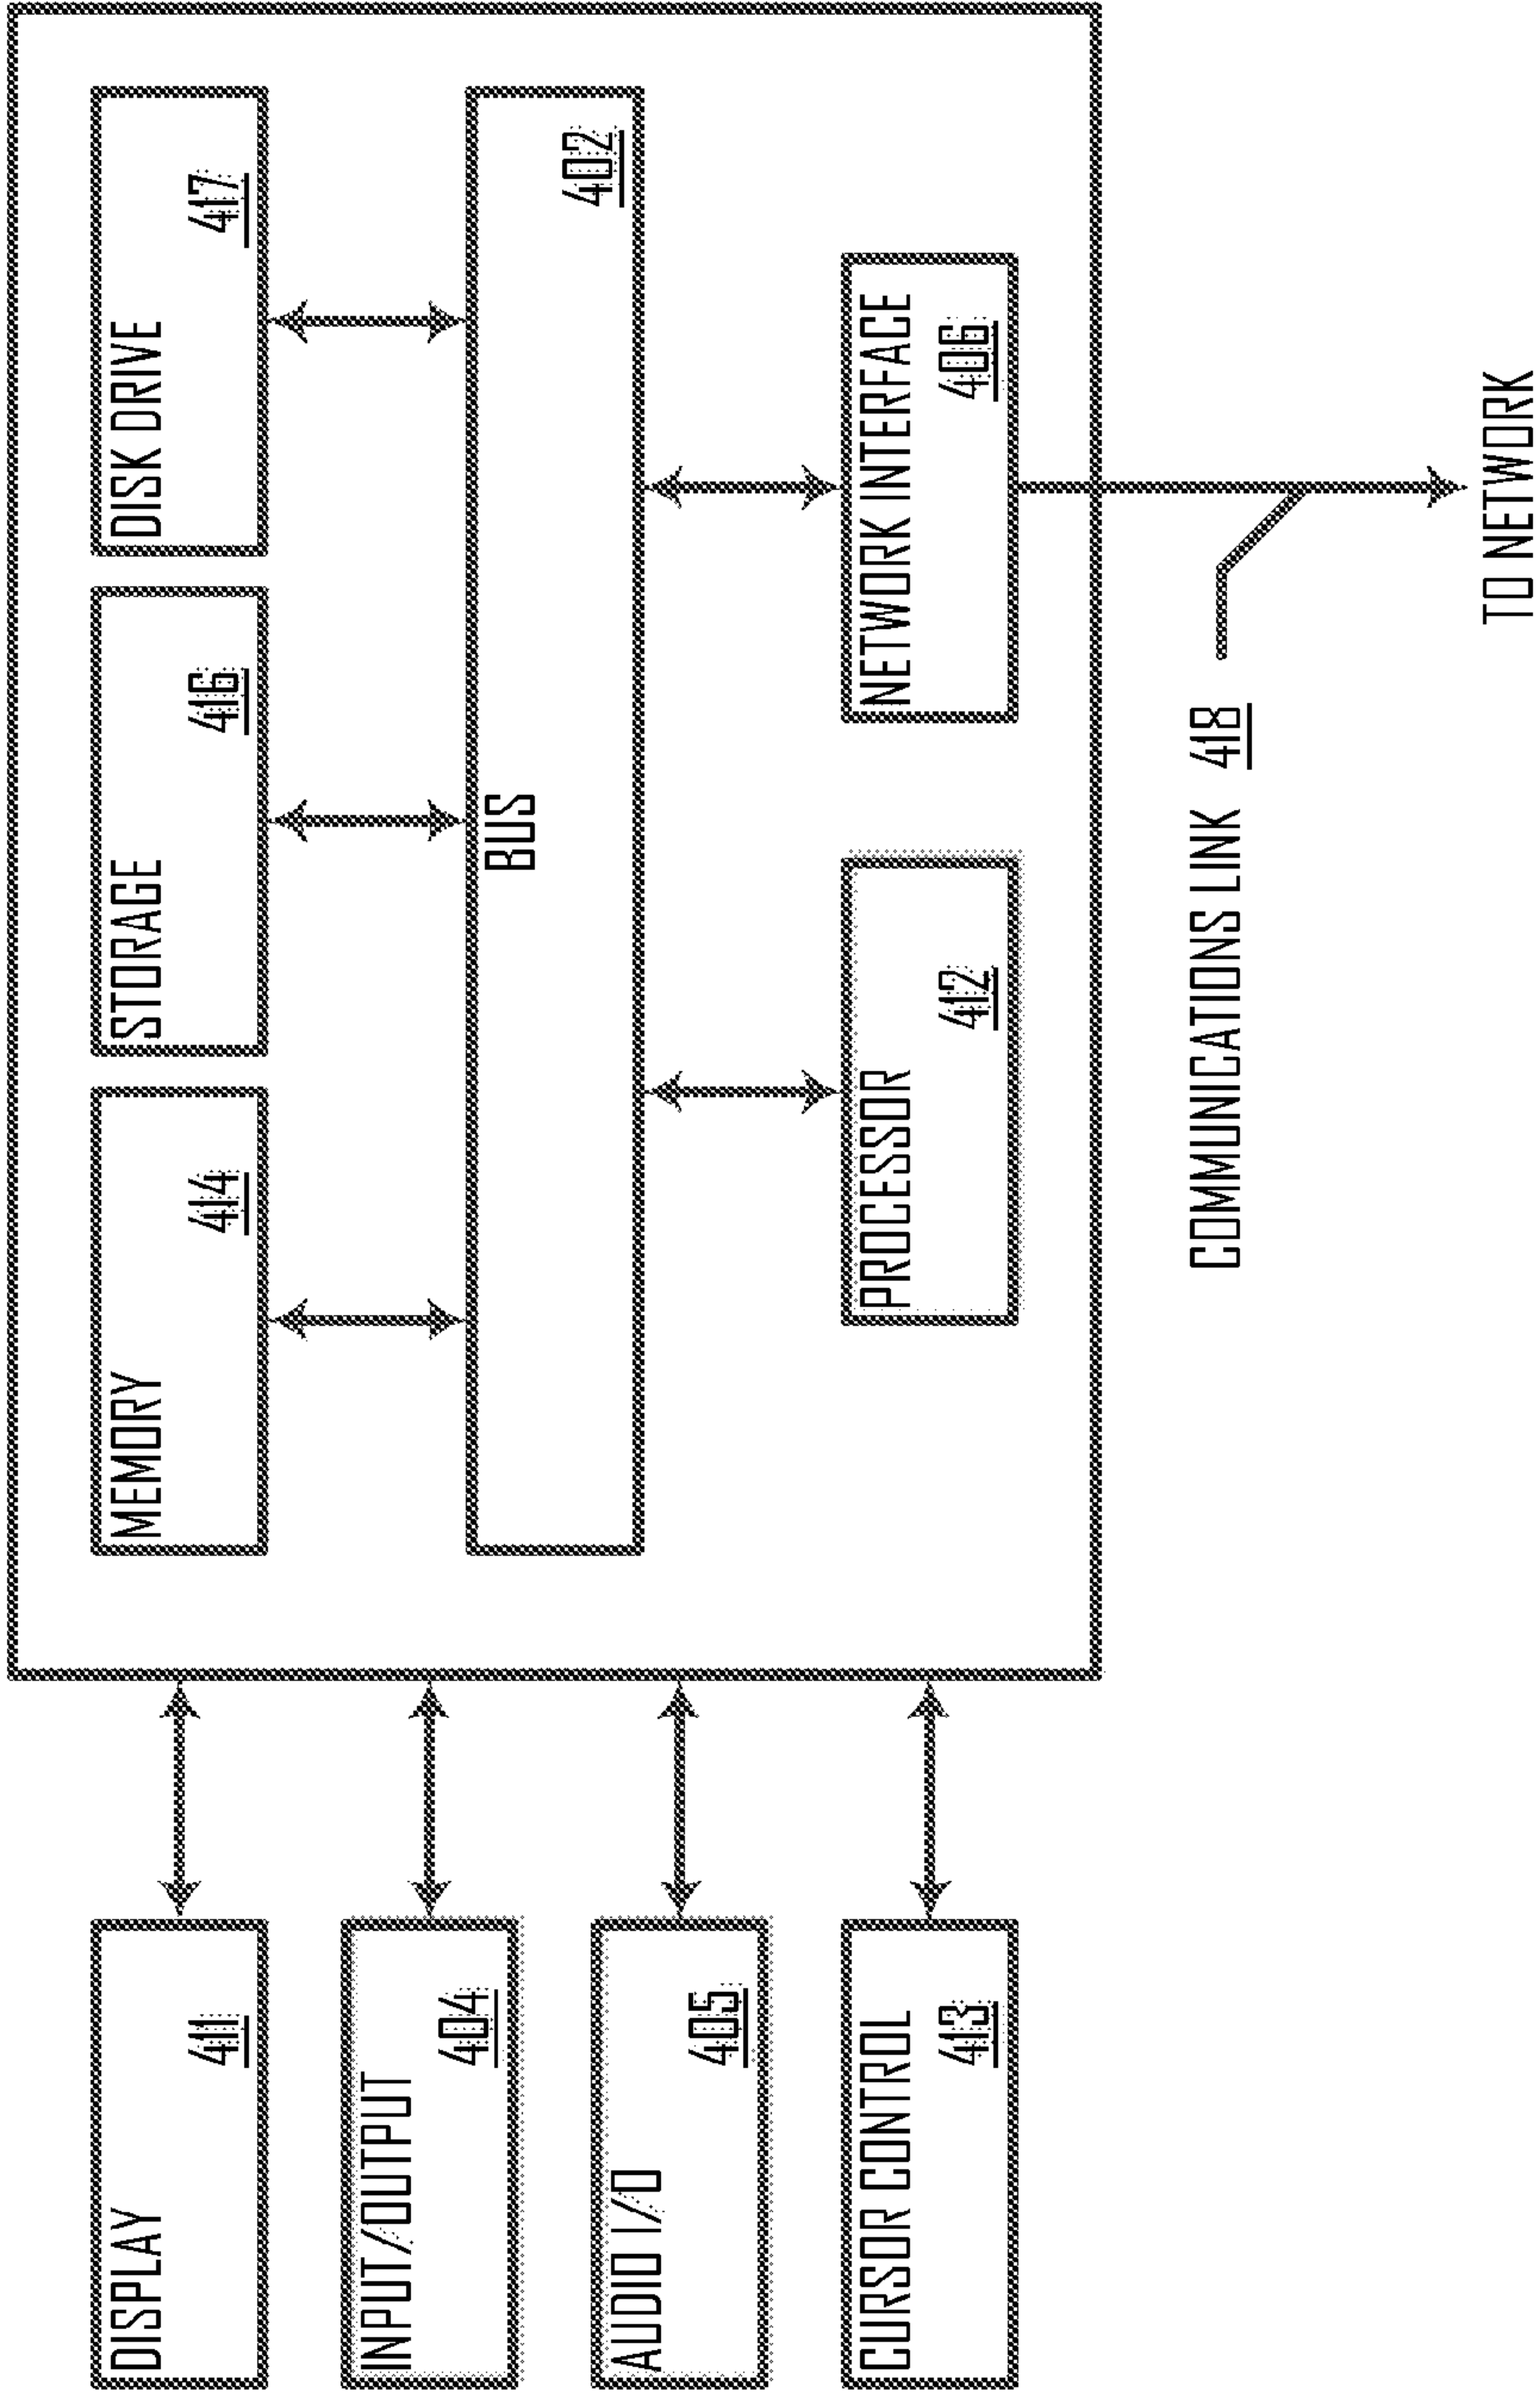 DISPLAY
411
INPUT/OUTPUT
404
AUDIO I/O
405
CURSOR CONTROL
413
MEMORY
414
STORAGE
416
DISK DRIVE
417
BUS
402
PROCESSOR
412
NETWORK INTERFACE
406
COMMUNICATIONS LINK 418
TO NETWORK